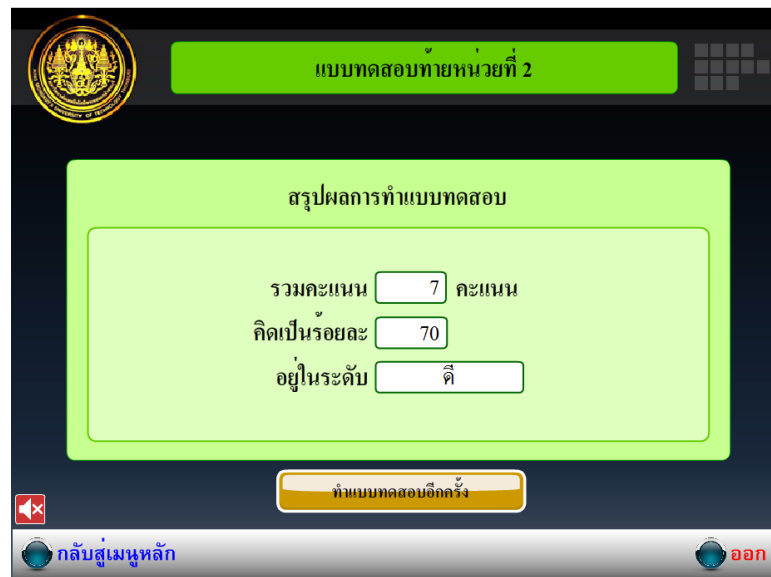 แบบทดสอบท้ายหน่วยที่ 2
สรุปผลการทำแบบทดสอบ
รวมคะแนน 7 คะแนน
คิดเป็นร้อยละ 70
อยู่ในระดับ ดี
ทำแบบทดสอบอีกครั้ง
กลับสู่เมนูหลัก ออก